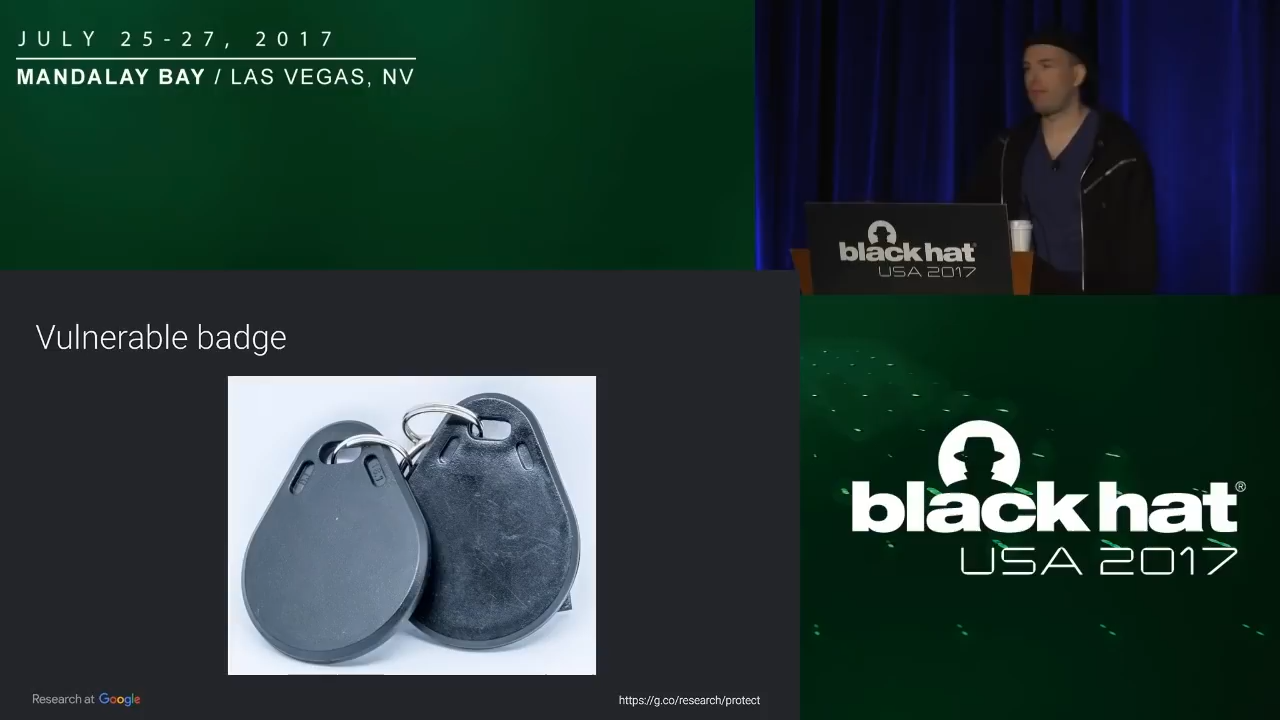 JULY 25-27, 2017
MANDALAY BAY / LAS VEGAS, NV
black hat
USA 2017
Vulnerable badge
black hat®
USA 2017
Research at Google
https://g.co/research/protect